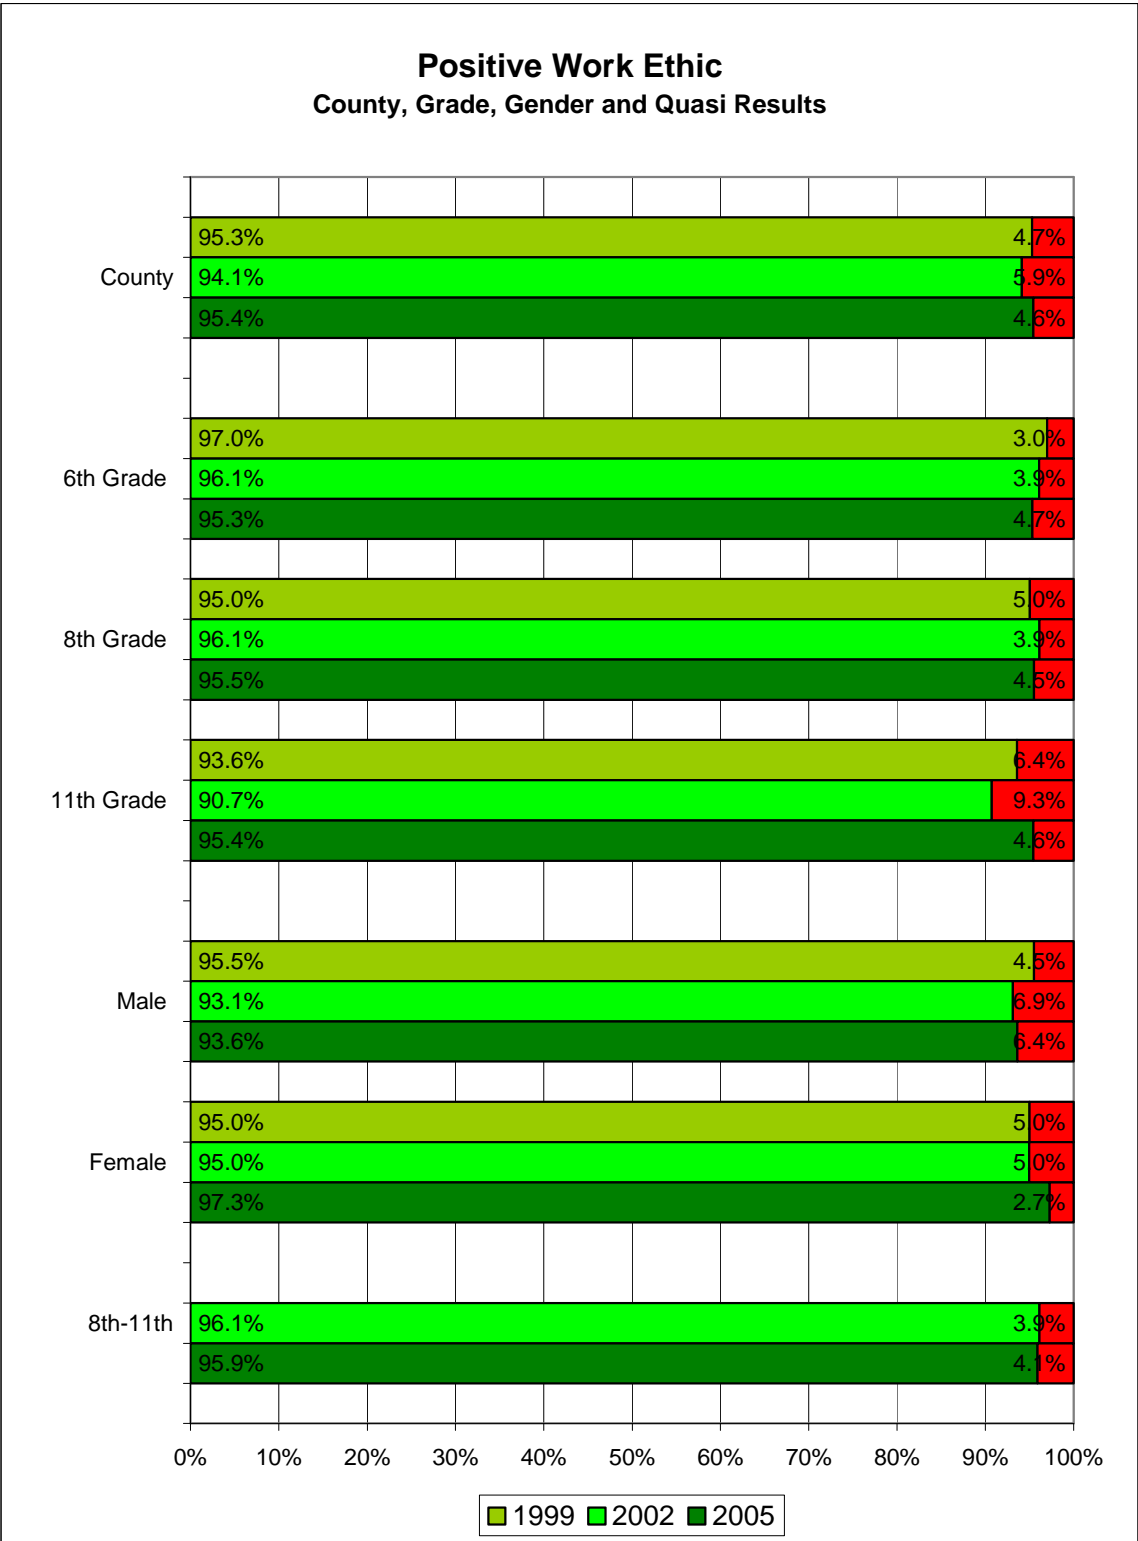 Positive Work Ethic
County, Grade, Gender and Quasi Results
95.3% 4.7%
County
94.1% 5.9%
95.4% 4.6%
97.0% 3.0%
6th Grade
96.1% 3.9%
95.3% 4.7%
95.0% 5.0%
8th Grade
96.1% 3.9%
95.5% 4.5%
93.6% 6.4%
11th Grade
90.7% 9.3%
95.4% 4.6%
95.5% 4.5%
Male
93.1% 6.9%
93.6% 6.4%
95.0% 5.0%
Female
95.0% 5.0%
97.3% 2.7%
8th-11th
96.1% 3.9%
95.9% 4.1%
0% 10% 20% 30% 40% 50% 60% 70% 80% 90% 100%
1999 2002 2005